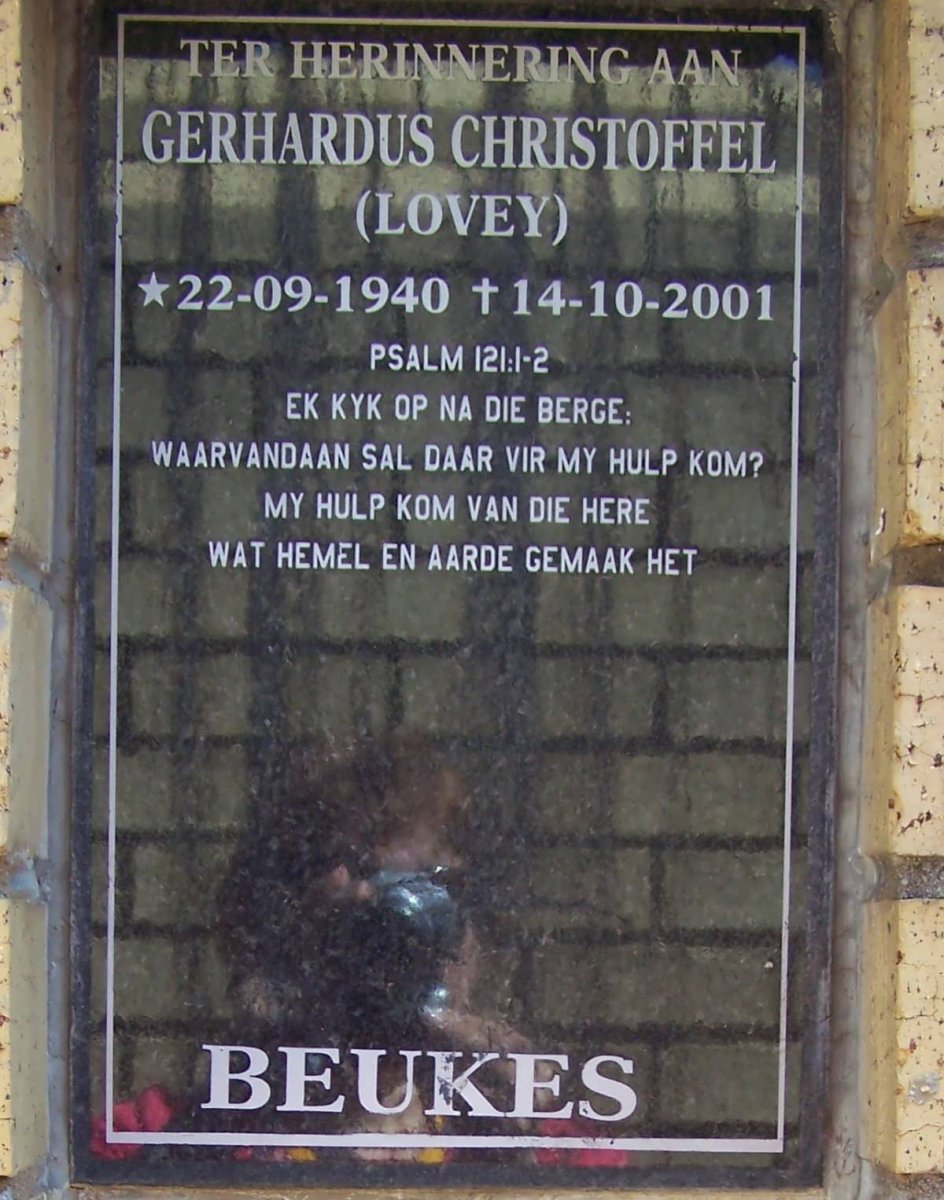 TER HERINNERING AAN
GERHARDUS CHRISTOFFEL
(LOVEY)
★22-09-1940 ✝14-10-2001
PSALM 121:1-2
EK KYK OP NA DIE BERGE:
WAARVANDAAN SAL DAAR VIR MY HULP KOM?
MY HULP KOM VAN DIE HERE
WAT HEMEL EN AARDE GEMAAK HET
BEUKES